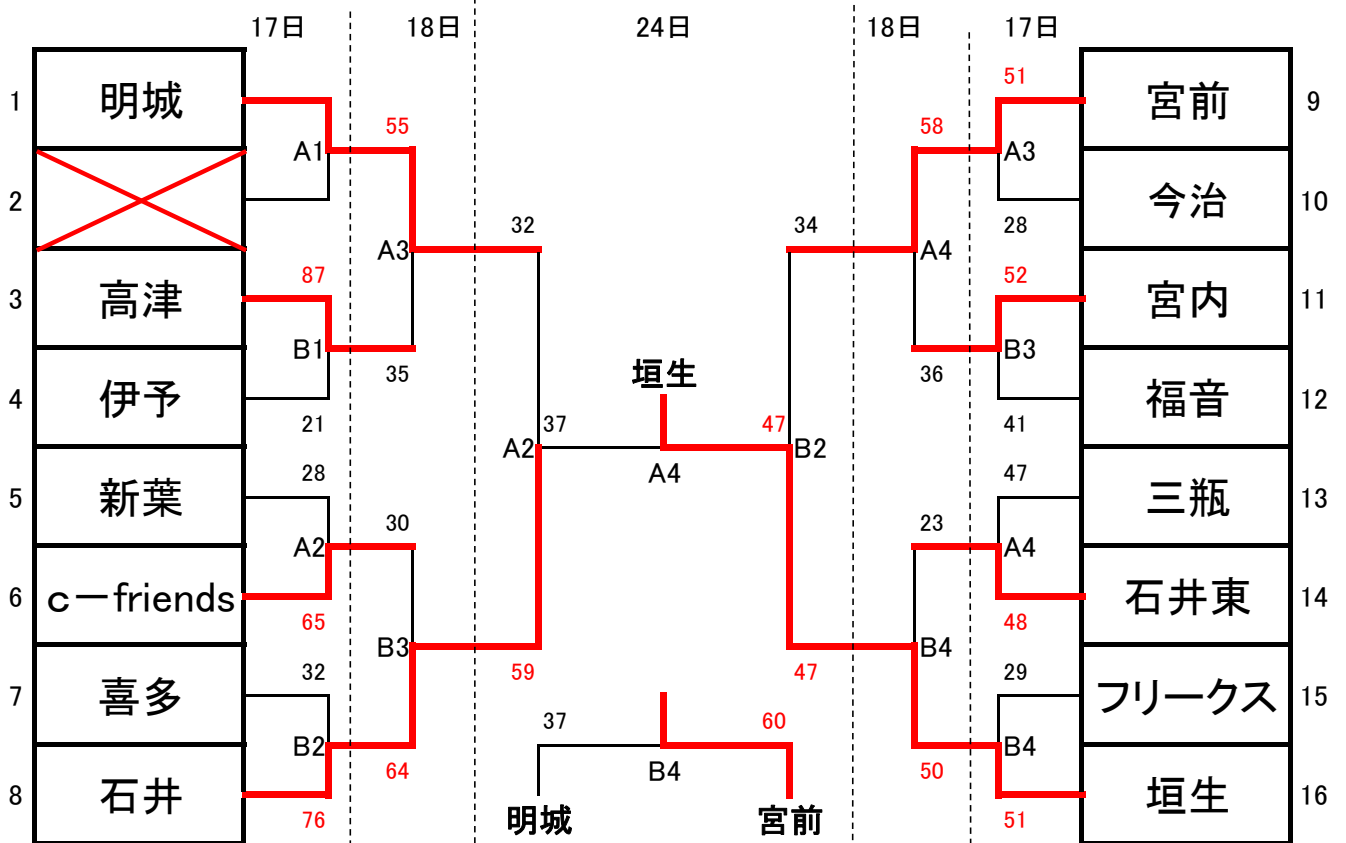 17日 18日 24日 18日 17日
51
1 明城 宮前 9
55 58
A1 A3
2 今治 10
32 34 28
A3 A4
87 52
3 高津 宮内 11
B1 B3
35 垣生 36
4 伊予 福音 12
21 37 47 41
A2 B2
28 A4 47
5 新葉 三瓶 13
30 23
A2 A4
6 c－friends 石井東 14
65 48
B3 B4
32 59 47 29
7 喜多 フリークス 15
37 60
B2 B4
64 B4 50
8 石井 垣生 16
76 明城 宮前 51